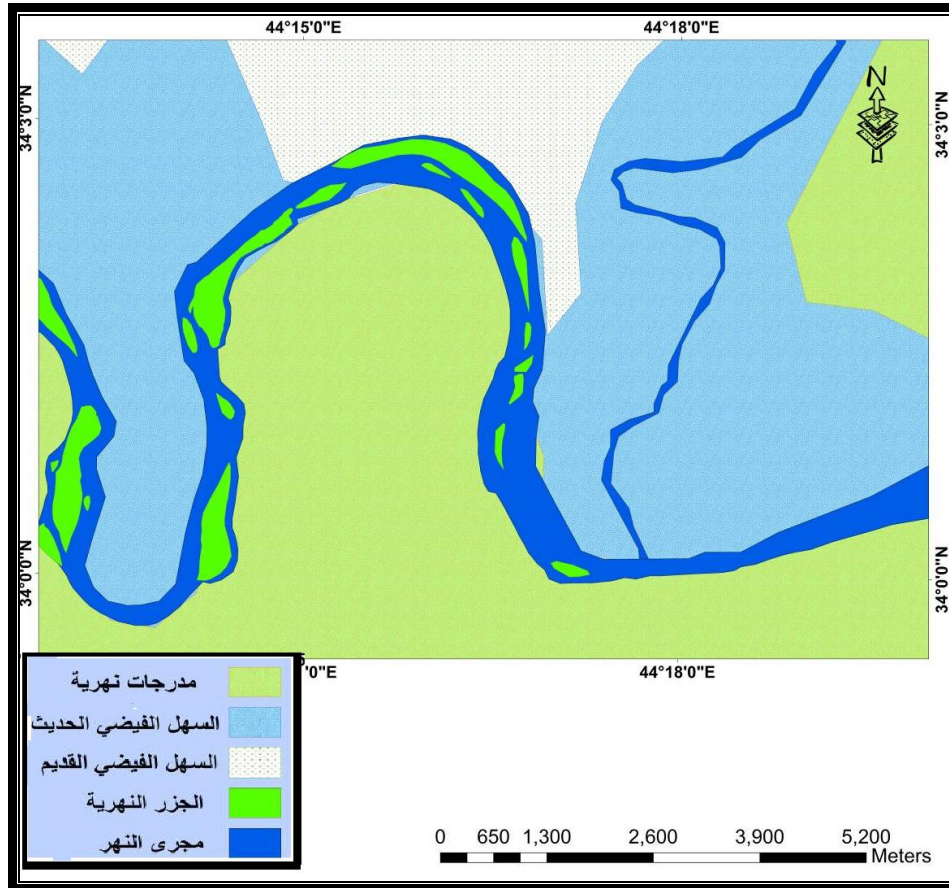 44°15'0"E 44°18'0"E
N
34°3'0"N 34°3'0"N
34°0'0"N 34°0'0"N
'0"E 44°18'0"E
مدرجات نهرية
السهل الفيضي الحديث
السهل الفيضي القديم
الجزر النهرية
مجرى النهر
0 650 1,300 2,600 3,900 5,200
Meters